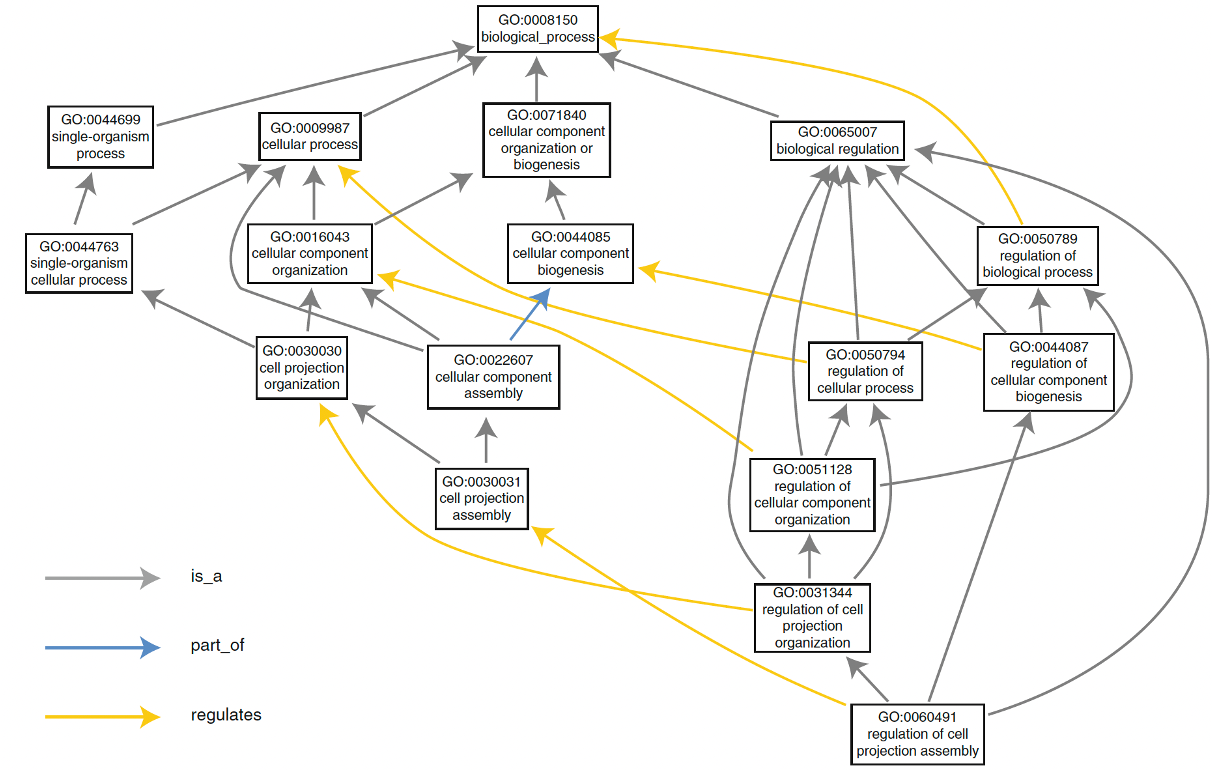 GO:0008150
biological_process
GO:0044699
single-organism
process
GO:0009987
cellular process
GO:0071840
cellular component
organization or
biogenesis
GO:0065007
biological regulation
GO:0044763
single-organism
cellular process
GO:0016043
cellular component
organization
GO:0044085
cellular component
biogenesis
GO:0050789
regulation of
biological process
GO:0030030
cell projection
organization
GO:0022607
cellular component
assembly
GO:0050794
regulation of
cellular process
GO:0044087
regulation of
cellular component
biogenesis
GO:0030031
cell projection
assembly
GO:0051128
regulation of
cellular component
organization
GO:0031344
regulation of cell
projection
organization
GO:0060491
regulation of cell
projection assembly
is_a
part_of
regulates